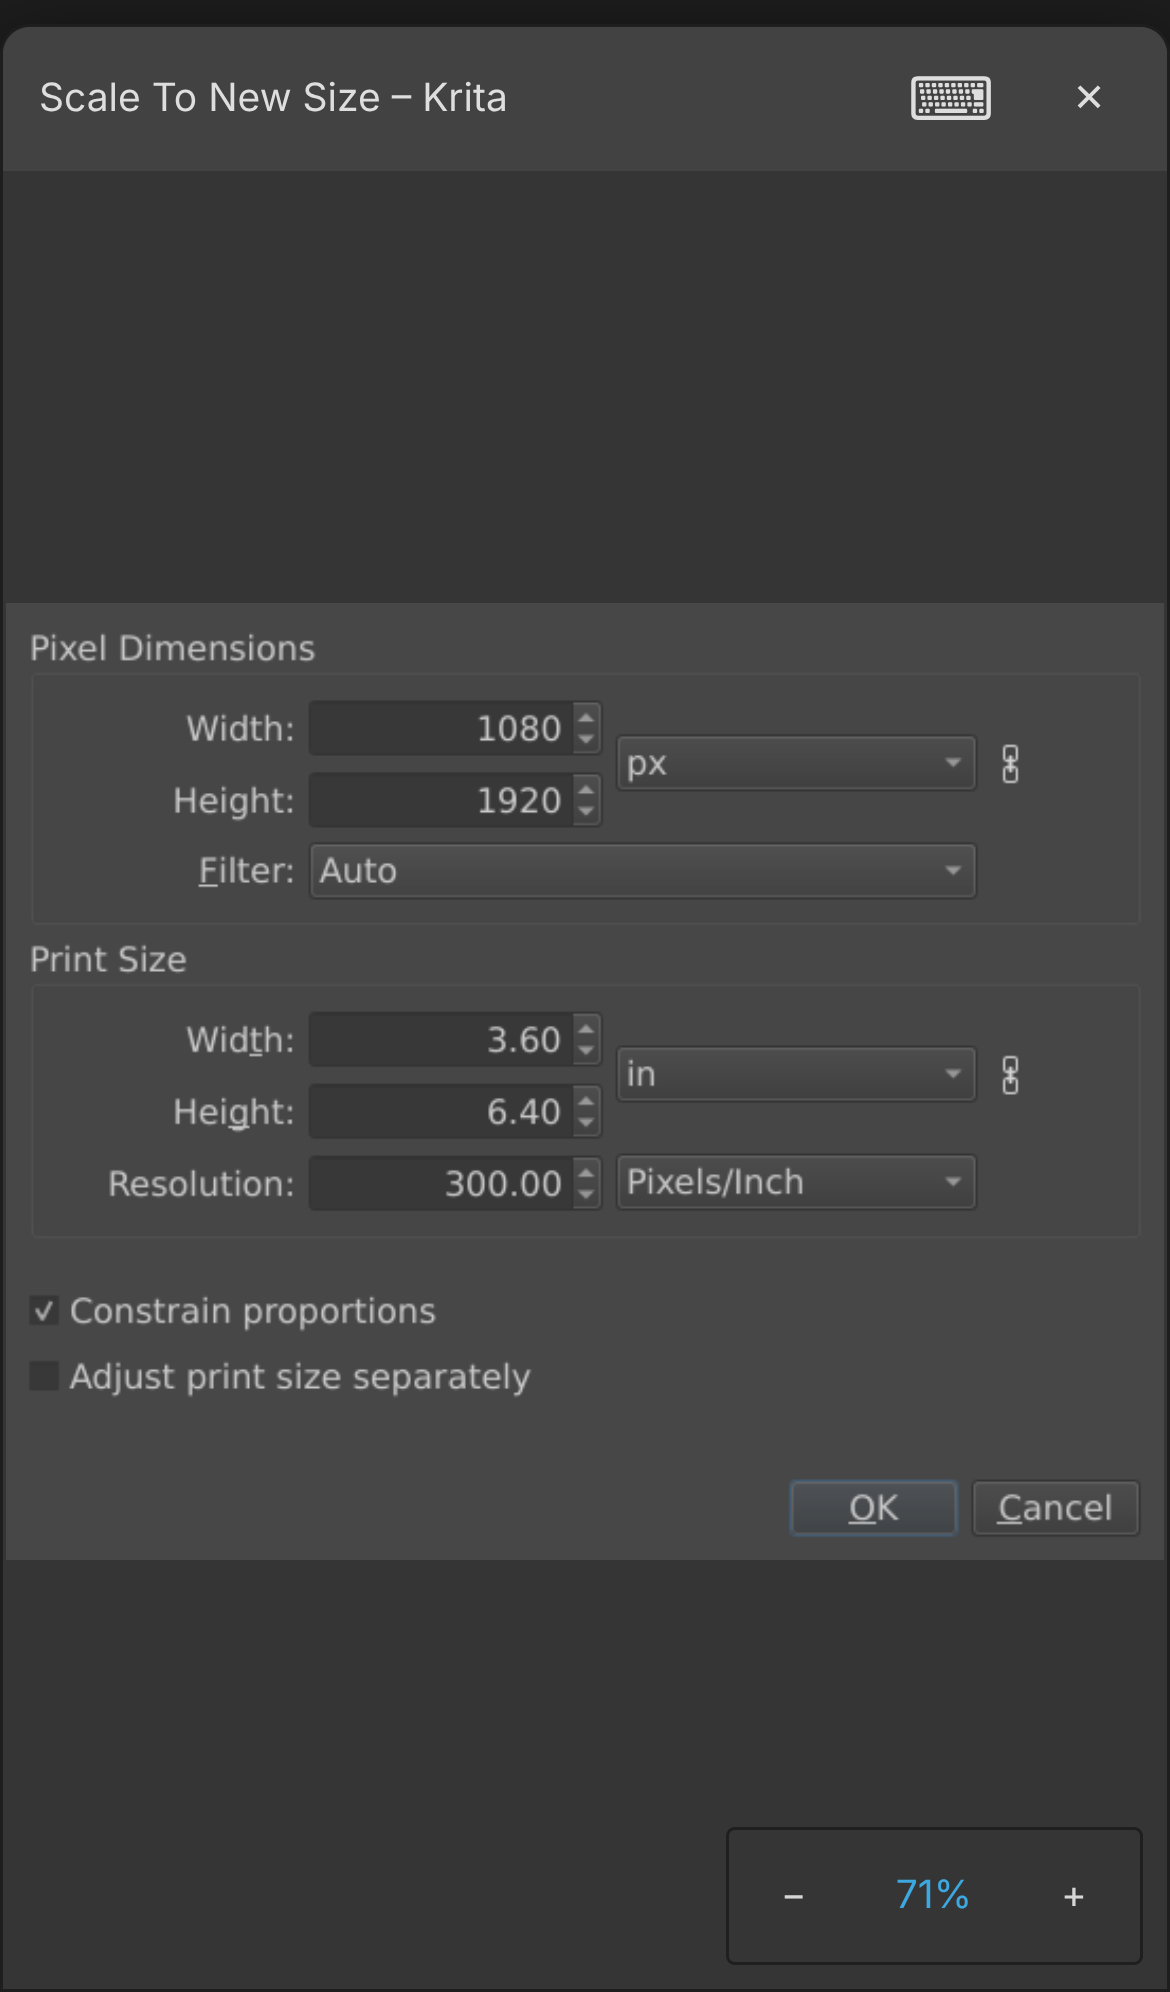 Scale To New Size – Krita
Pixel Dimensions
Width: 1080
px
Height: 1920
Filter: Auto
Print Size
Width: 3.60
in
Height: 6.40
Resolution: 300.00 Pixels/Inch
Constrain proportions
Adjust print size separately
OK Cancel
– 71% +